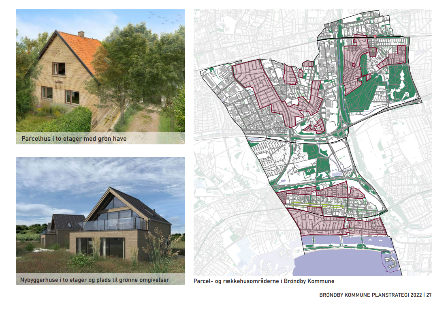 Parcelhus i to etager med grøn have
Nybyggerhuse i to etager og plads til grønne omgivelser
Parcel- og rækkehusområderne i Brøndby Kommune
BRØNDBY KOMMUNE PLANSTRATEGI 2022 | 27